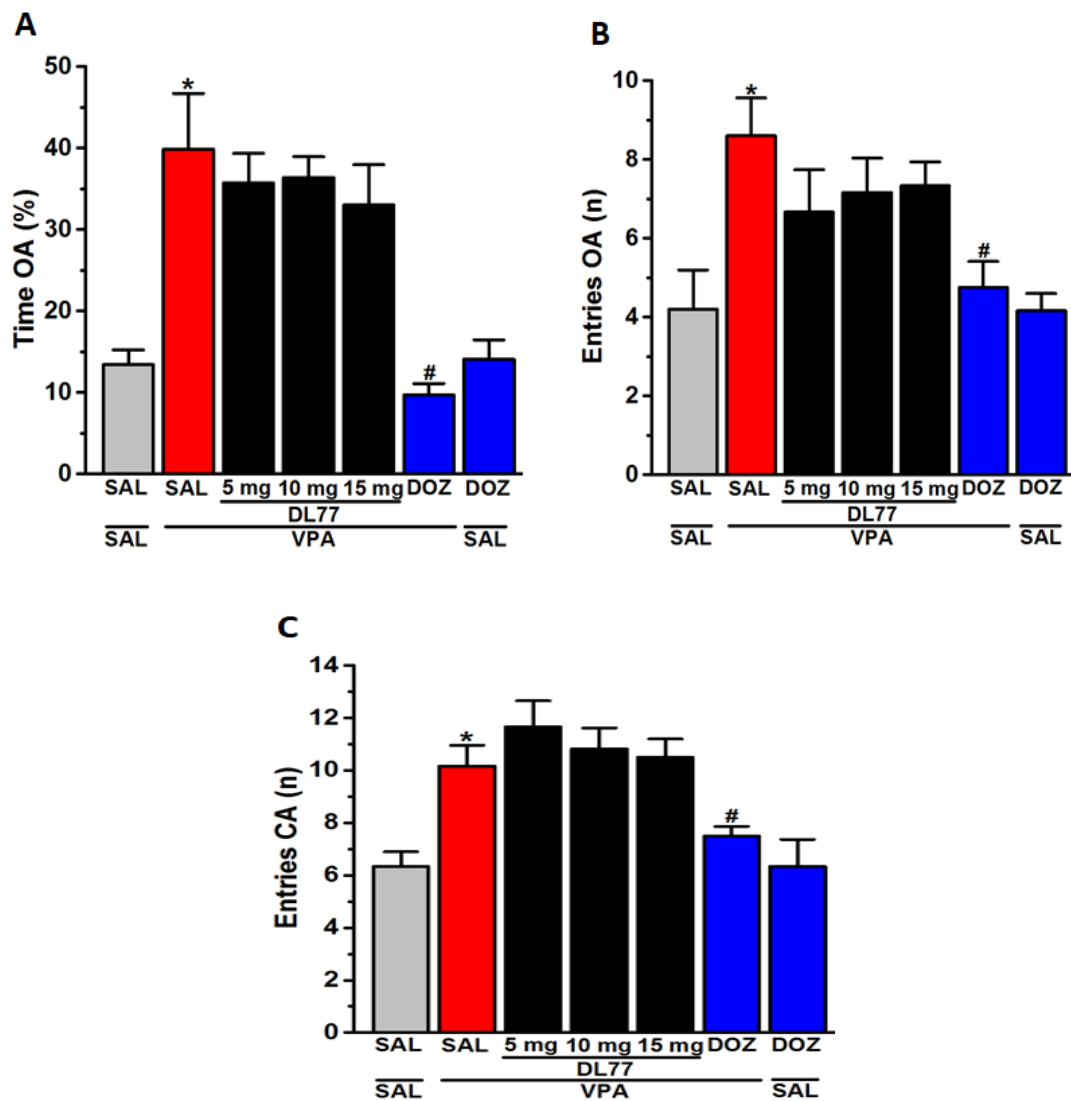 A
Time OA (%)
50
40
30
20
10
0
*
#
SAL SAL 5 mg 10 mg 15 mg DOZ DOZ
DL77
SAL VPA SAL
B
Entries OA (n)
10
8
6
4
2
0
*
#
SAL SAL 5 mg 10 mg 15 mg DOZ DOZ
DL77
SAL VPA SAL
C
Entries CA (n)
14
12
10
8
6
4
2
0
*
#
SAL SAL 5 mg 10 mg 15 mg DOZ DOZ
DL77
SAL VPA SAL